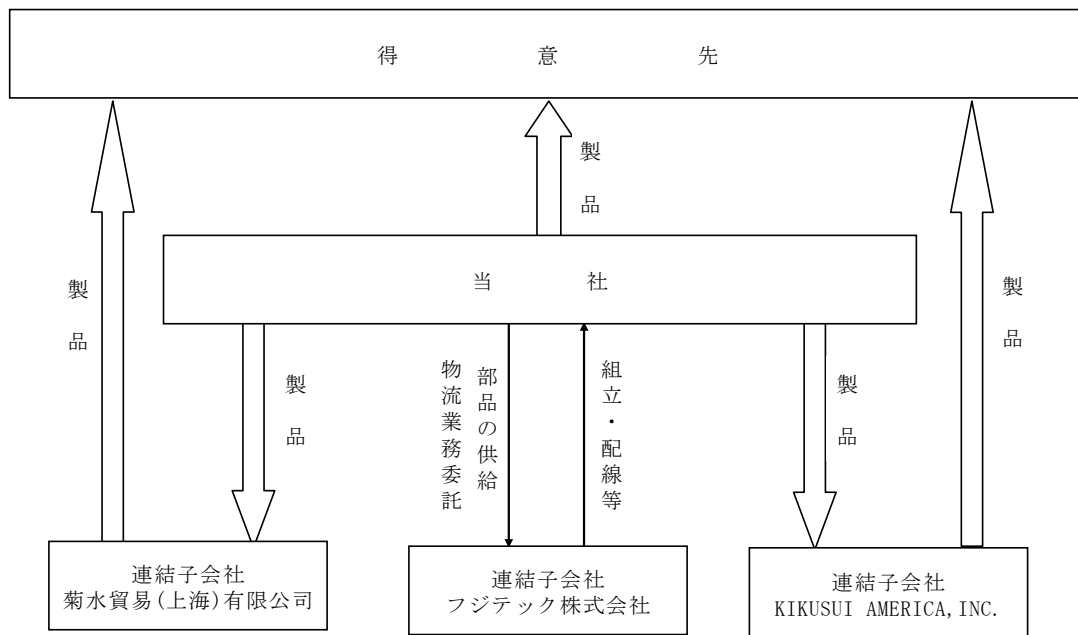 得意先
製品
当社
製品
製品
製品
部品の供給
物流業務委託
組立・配線等
製品
連結子会社
菊水貿易(上海)有限公司
連結子会社
フジテック株式会社
連結子会社
KIKUSUI AMERICA,INC.